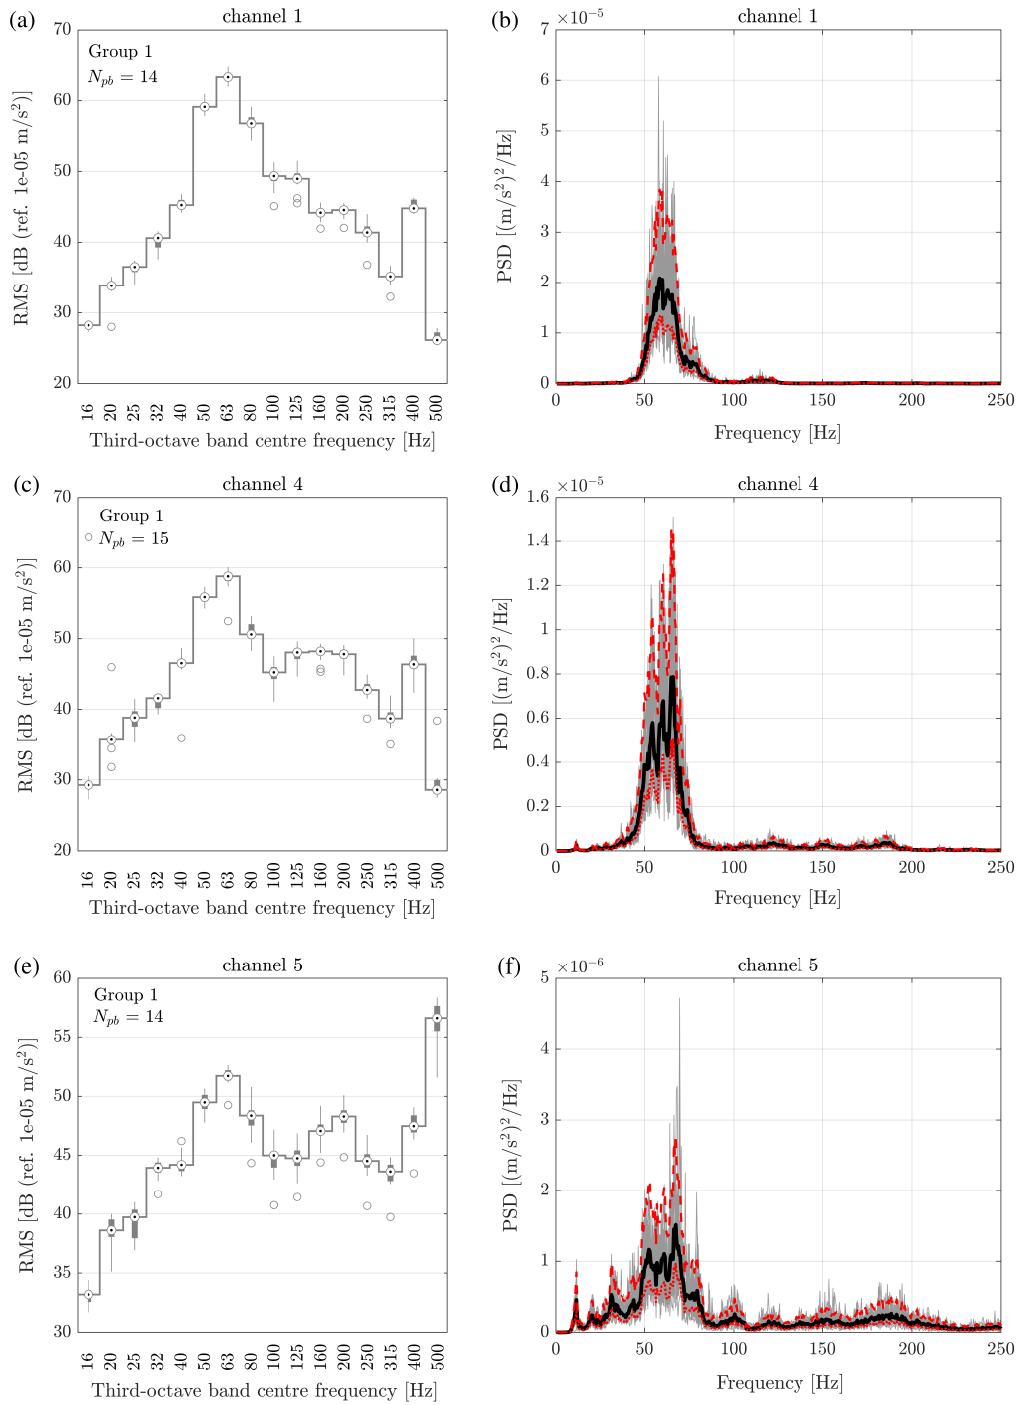 (a)
channel 1
70
60
50
40
30
20
RMS [dB (ref. 1e-05 m/s²)]
Group 1
N_pb = 14
16 20 25 32 40 50 63 80 100 125 160 200 250 315 400 500
Third-octave band centre frequency [Hz]
(b)
×10⁻⁵
channel 1
7
6
5
4
3
2
1
0
PSD [(m/s²)²/Hz]
0 50 100 150 200 250
Frequency [Hz]
(c)
channel 4
70
60
50
40
30
20
RMS [dB (ref. 1e-05 m/s²)]
Group 1
N_pb = 15
16 20 25 32 40 50 63 80 100 125 160 200 250 315 400 500
Third-octave band centre frequency [Hz]
(d)
×10⁻⁵
channel 4
1.6
1.4
1.2
1
0.8
0.6
0.4
0.2
0
PSD [(m/s²)²/Hz]
0 50 100 150 200 250
Frequency [Hz]
(e)
channel 5
60
55
50
45
40
35
30
RMS [dB (ref. 1e-05 m/s²)]
Group 1
N_pb = 14
16 20 25 32 40 50 63 80 100 125 160 200 250 315 400 500
Third-octave band centre frequency [Hz]
(f)
×10⁻⁶
channel 5
5
4
3
2
1
0
PSD [(m/s²)²/Hz]
0 50 100 150 200 250
Frequency [Hz]